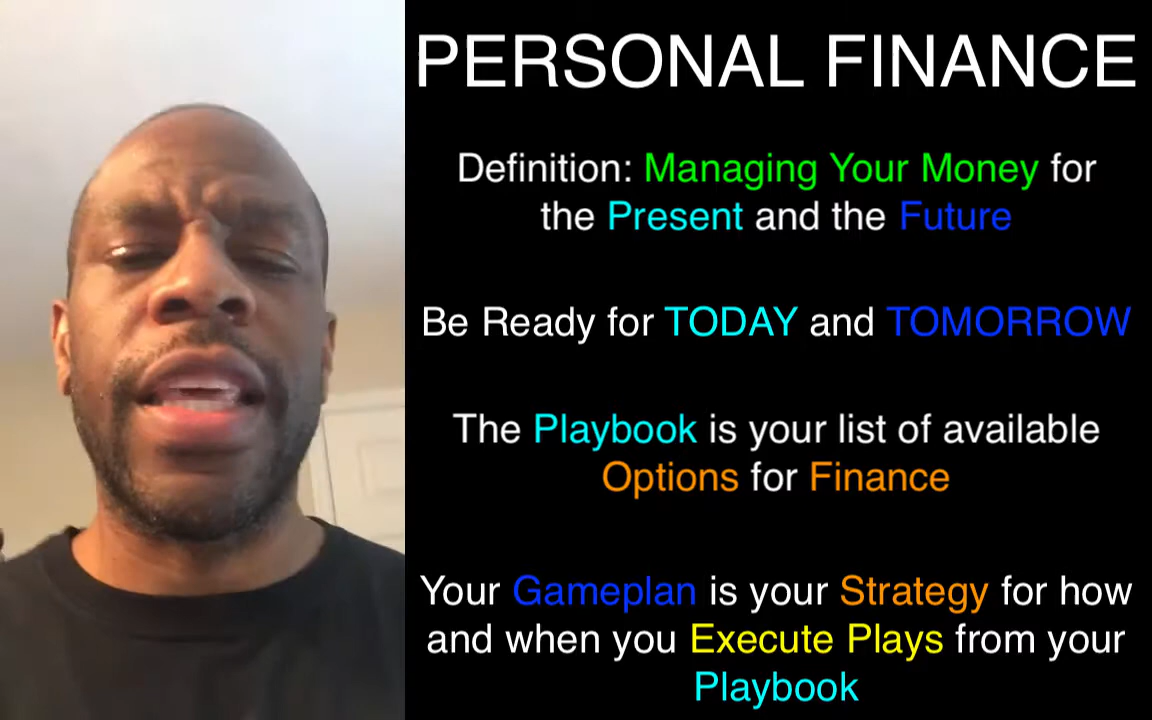 PERSONAL FINANCE
Definition: Managing Your Money for
the Present and the Future
Be Ready for TODAY and TOMORROW
The Playbook is your list of available
Options for Finance
Your Gameplan is your Strategy for how
and when you Execute Plays from your
Playbook